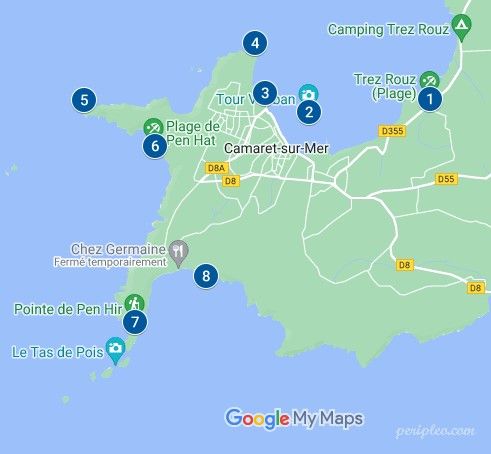 Camping Trez Rouz
4
Trez Rouz
(Plage)
1
5
3
Tour Vauban
2
Plage de
Pen Hat
6
D355
Camaret-sur-Mer
D8A
D8
D55
Chez Germaine
Fermé temporairement
8
D8
D8
Pointe de Pen Hir
7
Le Tas de Pois
Google My Maps
peripleo.com